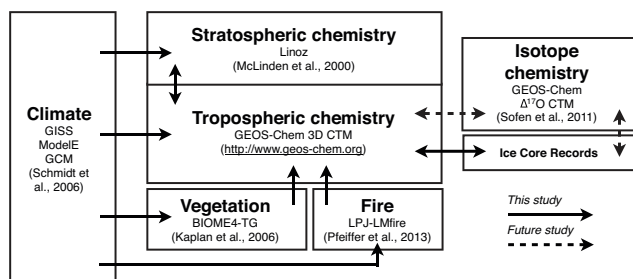 Climate
GISS
ModelE
GCM
(Schmidt
et al., 2006)
Stratospheric chemistry
Linoz
(McLinden et al., 2000)
Tropospheric chemistry
GEOS-Chem 3D CTM
(http://www.geos-chem.org)
Vegetation
BIOME4-TG
(Kaplan et al., 2006)
Fire
LPJ-LMfire
(Pfeiffer et al., 2013)
Isotope
chemistry
GEOS-Chem
Δ¹⁷O CTM
(Sofen et al., 2011)
Ice Core Records
This study
Future study